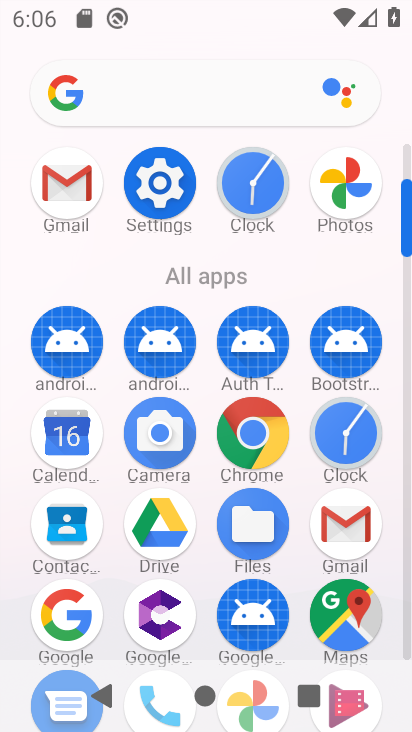 6:06
Gmail Settings Clock Photos
All apps
androi... androi... Auth T... Bootstr...
16
Calend... Camera Chrome Clock
Contac... Drive Files Gmail
Google Google... Google... Maps